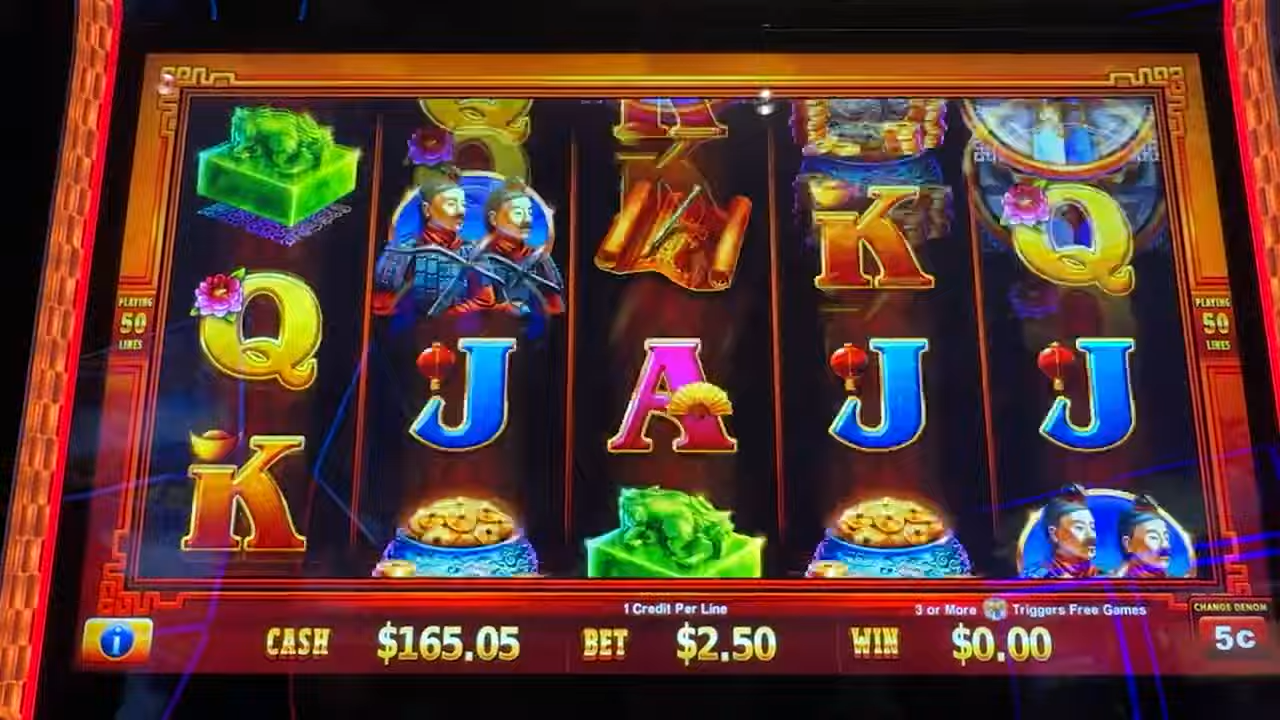 K
K
Q
K
Q
PLAYING
50
LINES
PLAYING
50
LINES
J
A
J
J
K
1 Credit Per Line
3 or More Triggers Free Games
CHANGE DENOM
i
CASH $165.05 BET $2.50 WIN $0.00
5c